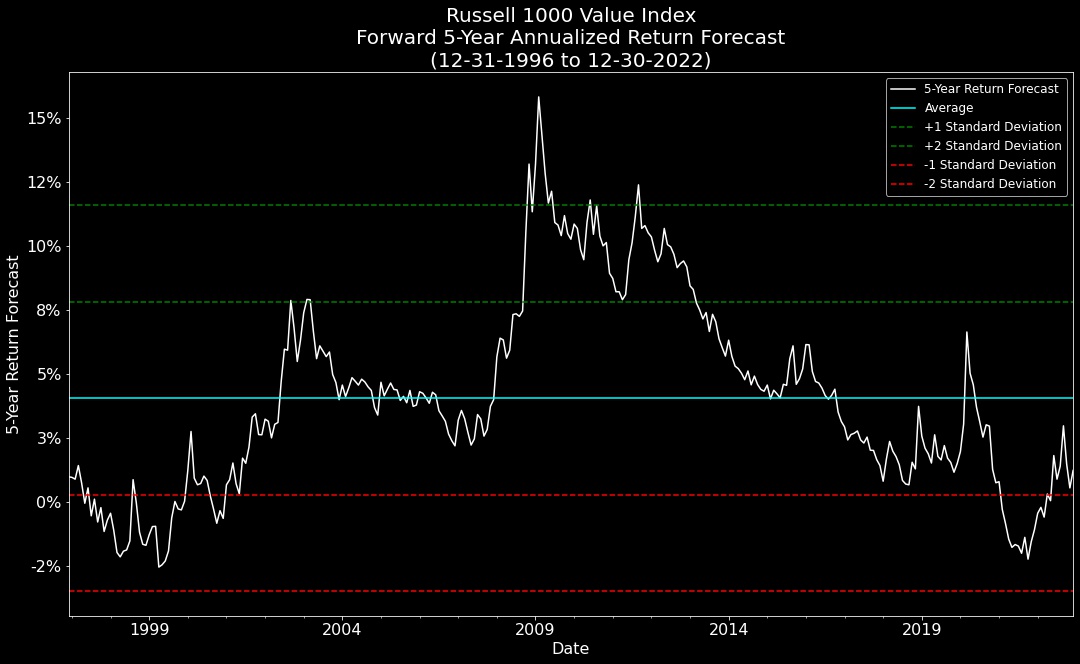 Russell 1000 Value Index
Forward 5-Year Annualized Return Forecast
(12-31-1996 to 12-30-2022)
5-Year Return Forecast
Average
+1 Standard Deviation
+2 Standard Deviation
-1 Standard Deviation
-2 Standard Deviation
5-Year Return Forecast
15%
12%
10%
8%
5%
3%
0%
-2%
1999 2004 2009 2014 2019
Date